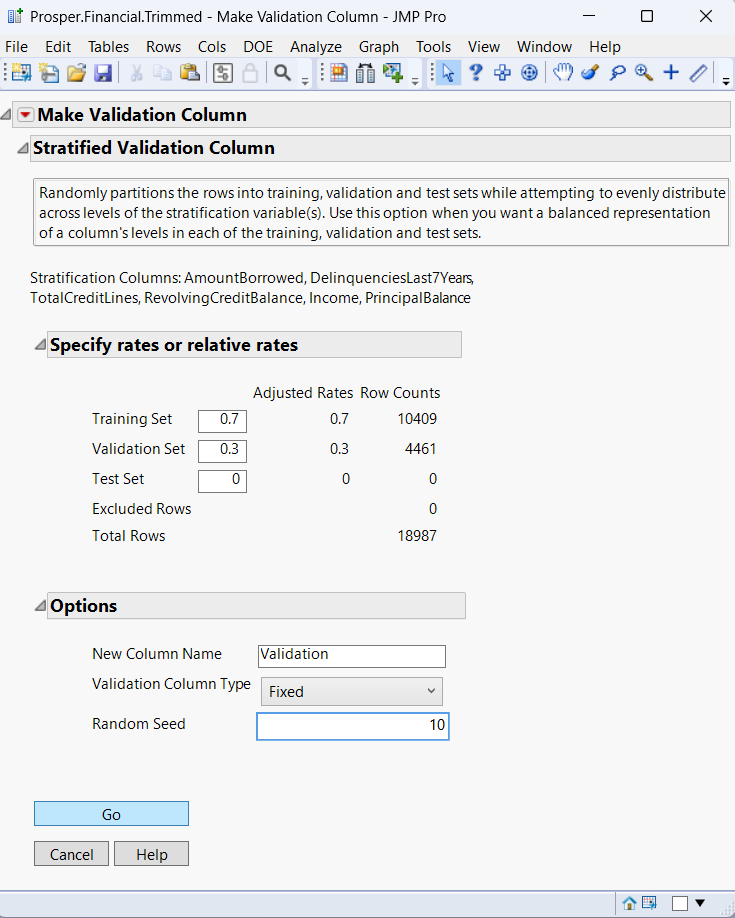 Prosper.Financial.Trimmed - Make Validation Column - JMP Pro
File Edit Tables Rows Cols DOE Analyze Graph Tools View Window Help
Make Validation Column
Stratified Validation Column
Randomly partitions the rows into training, validation and test sets while attempting to evenly distribute
across levels of the stratification variable(s). Use this option when you want a balanced representation
of a column's levels in each of the training, validation and test sets.
Stratification Columns: AmountBorrowed, DelinquenciesLast7Years,
TotalCreditLines, RevolvingCreditBalance, Income, PrincipalBalance
Specify rates or relative rates
Adjusted Rates Row Counts
Training Set 0.7 0.7 10409
Validation Set 0.3 0.3 4461
Test Set 0 0 0
Excluded Rows 0
Total Rows 18987
Options
New Column Name Validation
Validation Column Type Fixed
Random Seed 10
Go
Cancel Help